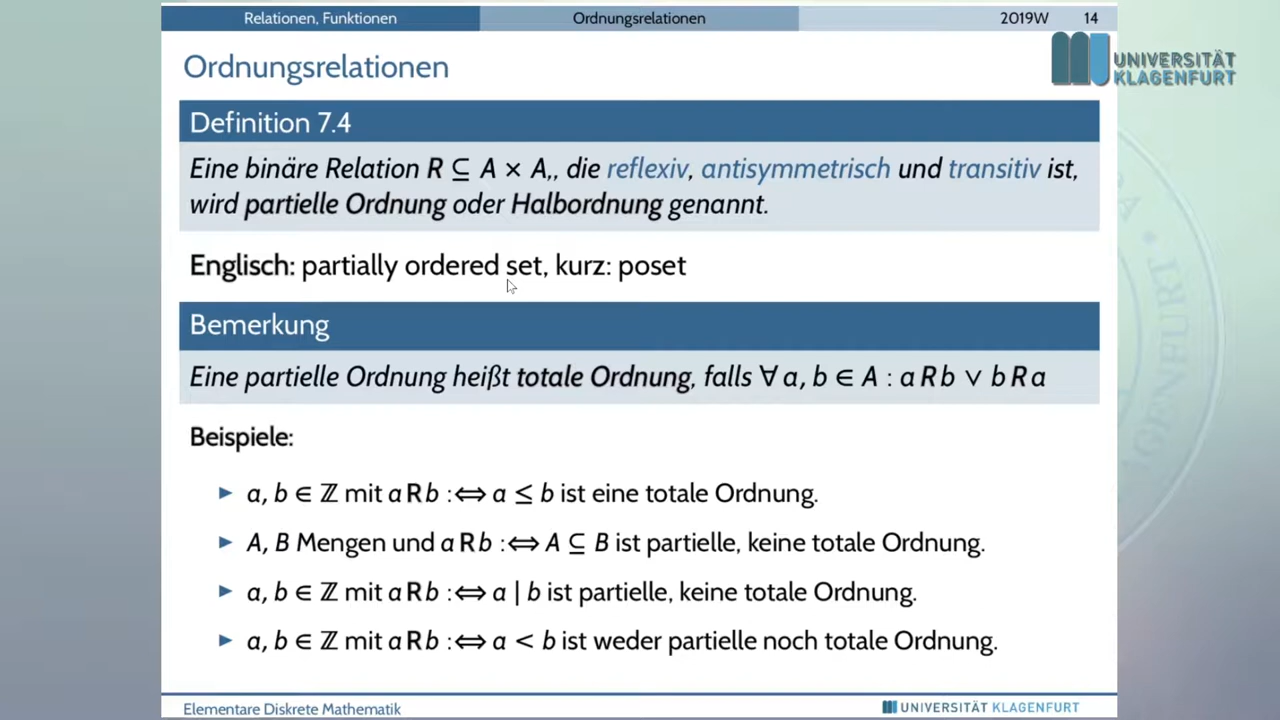 Relationen, Funktionen Ordnungsrelationen 2019W 14
UNIVERSITÄT
KLAGENFURT
Ordnungsrelationen
Definition 7.4
Eine binäre Relation R ⊆ A × A,, die reflexiv, antisymmetrisch und transitiv ist,
wird partielle Ordnung oder Halbordnung genannt.
Englisch: partially ordered set, kurz: poset
Bemerkung
Eine partielle Ordnung heißt totale Ordnung, falls ∀ a, b ∈ A : a R b ∨ b R a
Beispiele:
▶ a, b ∈ ℤ mit a R b :⟺ a ≤ b ist eine totale Ordnung.
▶ A, B Mengen und a R b :⟺ A ⊆ B ist partielle, keine totale Ordnung.
▶ a, b ∈ ℤ mit a R b :⟺ a | b ist partielle, keine totale Ordnung.
▶ a, b ∈ ℤ mit a R b :⟺ a < b ist weder partielle noch totale Ordnung.
Elementare Diskrete Mathematik UNIVERSITÄT KLAGENFURT